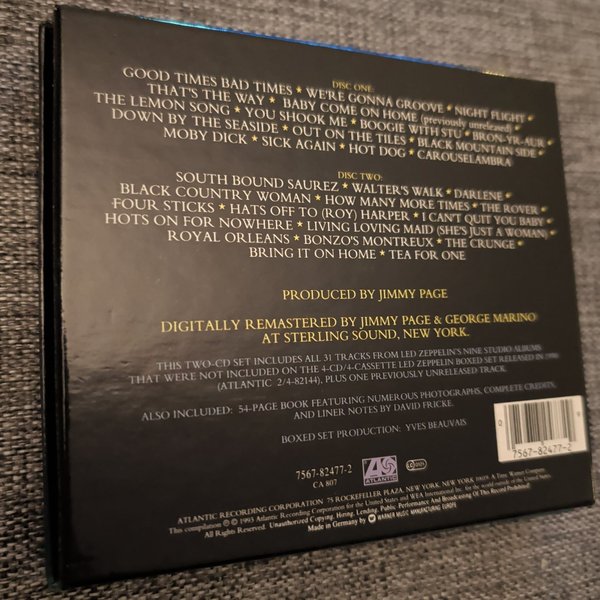 DISC ONE:
GOOD TIMES BAD TIMES ★ WE'RE GONNA GROOVE ★ NIGHT FLIGHT ★
THAT'S THE WAY ★ BABY COME ON HOME (previously unreleased) ★
THE LEMON SONG ★ YOU SHOOK ME ★ BOOGIE WITH STU ★ BRON-YR-AUR ★
DOWN BY THE SEASIDE ★ OUT ON THE TILES ★ BLACK MOUNTAIN SIDE ★
MOBY DICK ★ SICK AGAIN ★ HOT DOG ★ CAROUSELAMBRA
DISC TWO:
SOUTH BOUND SAUREZ ★ WALTER'S WALK ★ DARLENE ★
BLACK COUNTRY WOMAN ★ HOW MANY MORE TIMES ★ THE ROVER ★
FOUR STICKS ★ HATS OFF TO (ROY) HARPER ★ I CAN'T QUIT YOU BABY ★
HOTS ON FOR NOWHERE ★ LIVING LOVING MAID (SHE'S JUST A WOMAN) ★
ROYAL ORLEANS ★ BONZO'S MONTREUX ★ THE CRUNGE ★
BRING IT ON HOME ★ TEA FOR ONE
PRODUCED BY JIMMY PAGE
DIGITALLY REMASTERED BY JIMMY PAGE & GEORGE MARINO
AT STERLING SOUND, NEW YORK.
THIS TWO-CD SET INCLUDES ALL 31 TRACKS FROM LED ZEPPELIN'S NINE STUDIO ALBUMS
THAT WERE NOT INCLUDED ON THE 4-CD/4-CASSETTE LED ZEPPELIN BOXED SET RELEASED IN 1990
(ATLANTIC 2/4-82144), PLUS ONE PREVIOUSLY UNRELEASED TRACK.
ALSO INCLUDED: 54-PAGE BOOK FEATURING NUMEROUS PHOTOGRAPHS, COMPLETE CREDITS,
AND LINER NOTES BY DAVID FRICKE.
BOXED SET PRODUCTION: YVES BEAUVAIS
7567-82477-2
CA 807
ATLANTIC
7567-82477-2
ATLANTIC RECORDING CORPORATION 75 ROCKEFELLER PLAZA, NEW YORK, NEW YORK 10019. A Time Warner Company.
This compilation ℗ © 1993 Atlantic Recording Corporation for the United States and WEA International Inc. for the world outside of the United States.
All Rights Reserved. Unauthorized Copying, Hiring, Lending, Public Performance And Broadcasting Of This Record Prohibited.
Made in Germany by WARNER MUSIC MANUFACTURING EUROPE.